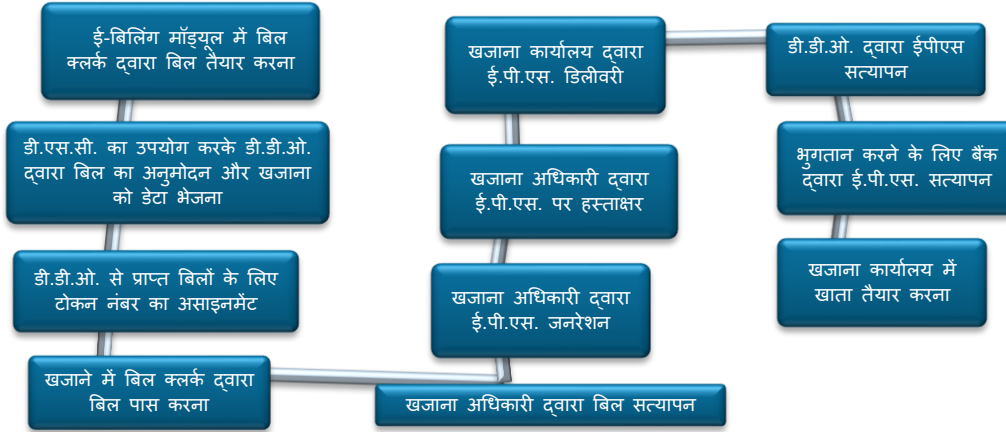 ई-बिलिंग मॉड्यूल में बिल
क्लर्क द्वारा बिल तैयार करना
डी.एस.सी. का उपयोग करके डी.डी.ओ.
द्वारा बिल का अनुमोदन और खजाना
को डेटा भेजना
डी.डी.ओ. से प्राप्त बिलों के लिए
टोकन नंबर का असाइनमेंट
खजाने में बिल क्लर्क द्वारा
बिल पास करना
खजाना अधिकारी द्वारा बिल सत्यापन
खजाना अधिकारी द्वारा
ई.पी.एस. जनरेशन
खजाना अधिकारी द्वारा
ई.पी.एस. पर हस्ताक्षर
खजाना कार्यालय द्वारा
ई.पी.एस. डिलीवरी
डी.डी.ओ. द्वारा ईपीएस
सत्यापन
भुगतान करने के लिए बैंक
द्वारा ई.पी.एस. सत्यापन
खजाना कार्यालय में
खाता तैयार करना